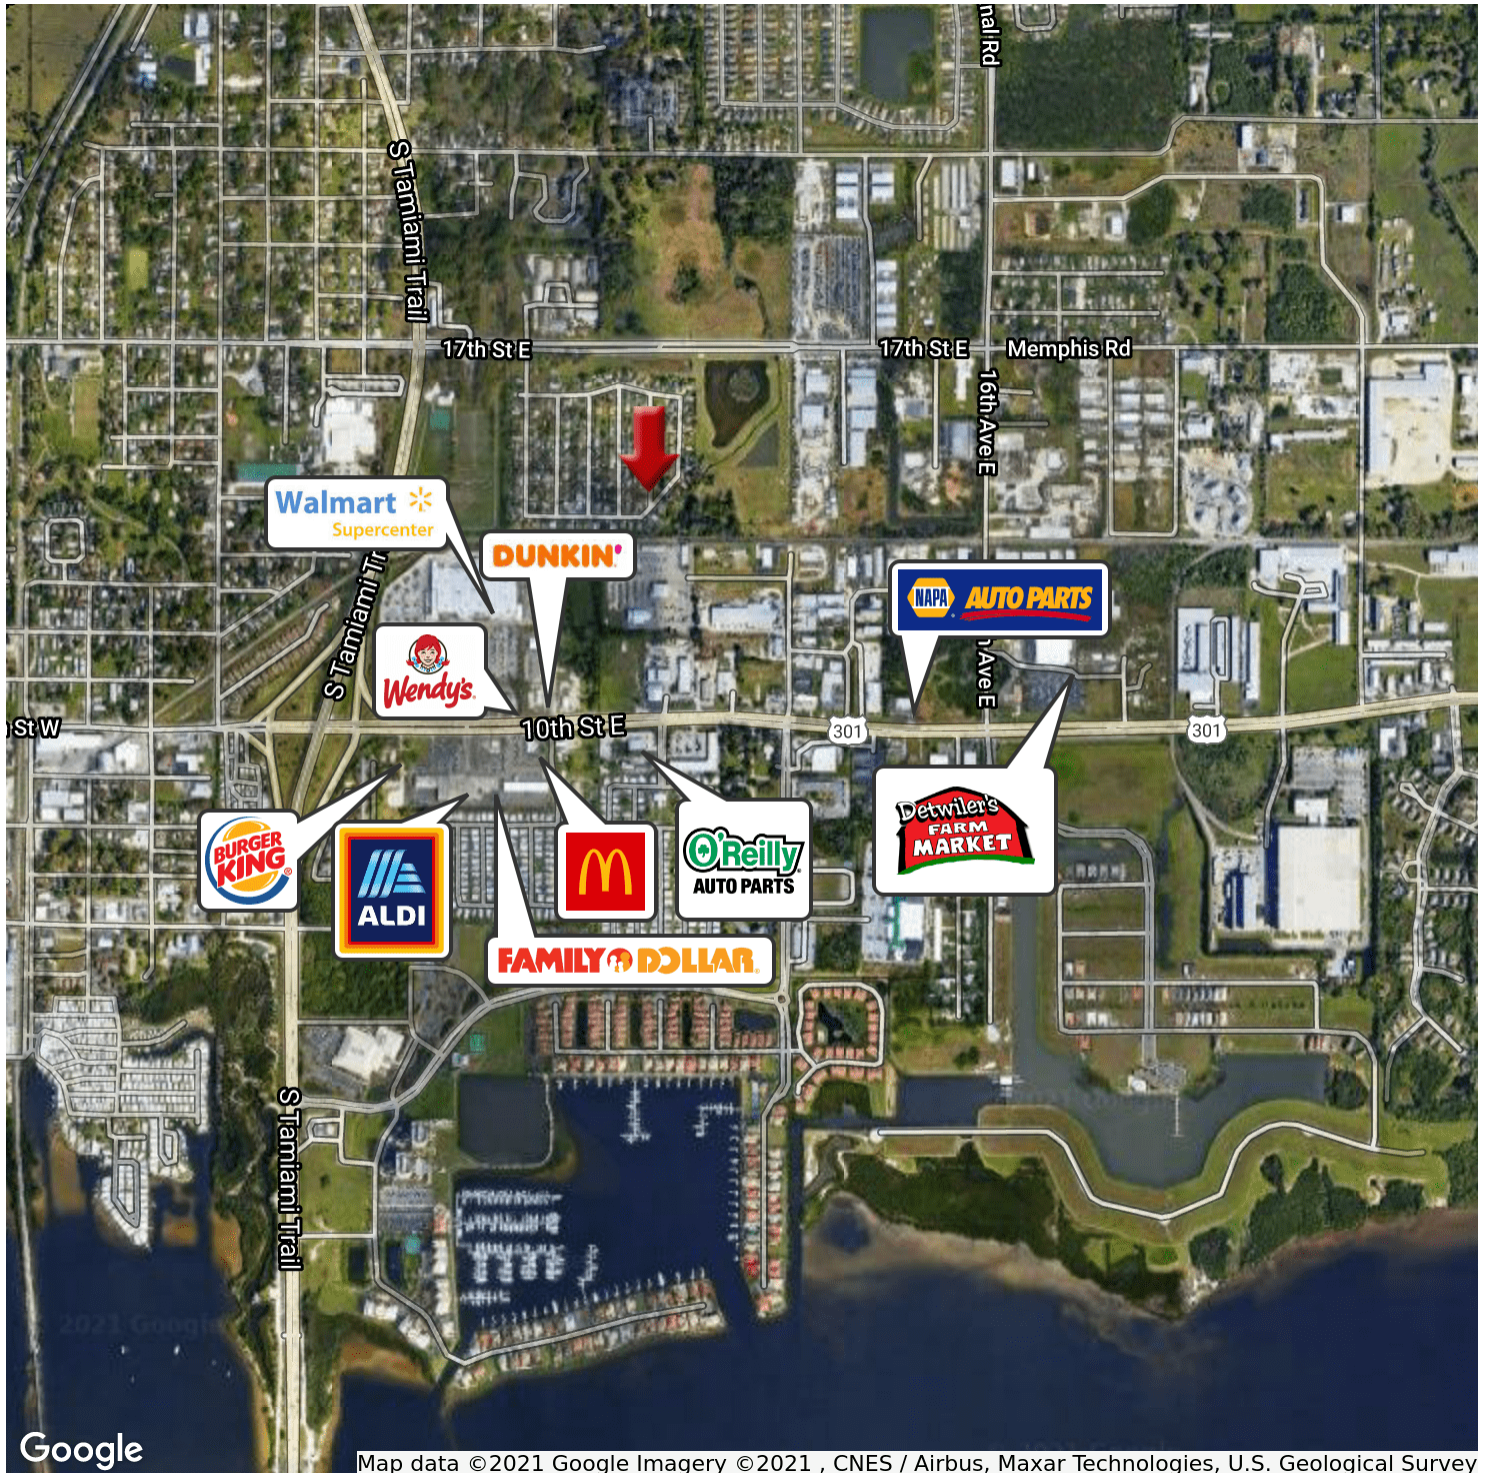 nal Rd
S Tamiami Trail
17th St E
17th St E
Memphis Rd
16th Ave E
Walmart
Supercenter
DUNKIN'
NAPA AUTO PARTS
S Tamiami Tr
Wendy's
Ave E
St W
10th St E
301
301
BURGER
KING®
ALDI
O'Reilly
AUTO PARTS
Detwiler's
FARM
MARKET
FAMILY DOLLAR
S Tamiami Trail
2021 Google
Google
Map data ©2021 Google Imagery ©2021 , CNES / Airbus, Maxar Technologies, U.S. Geological Survey